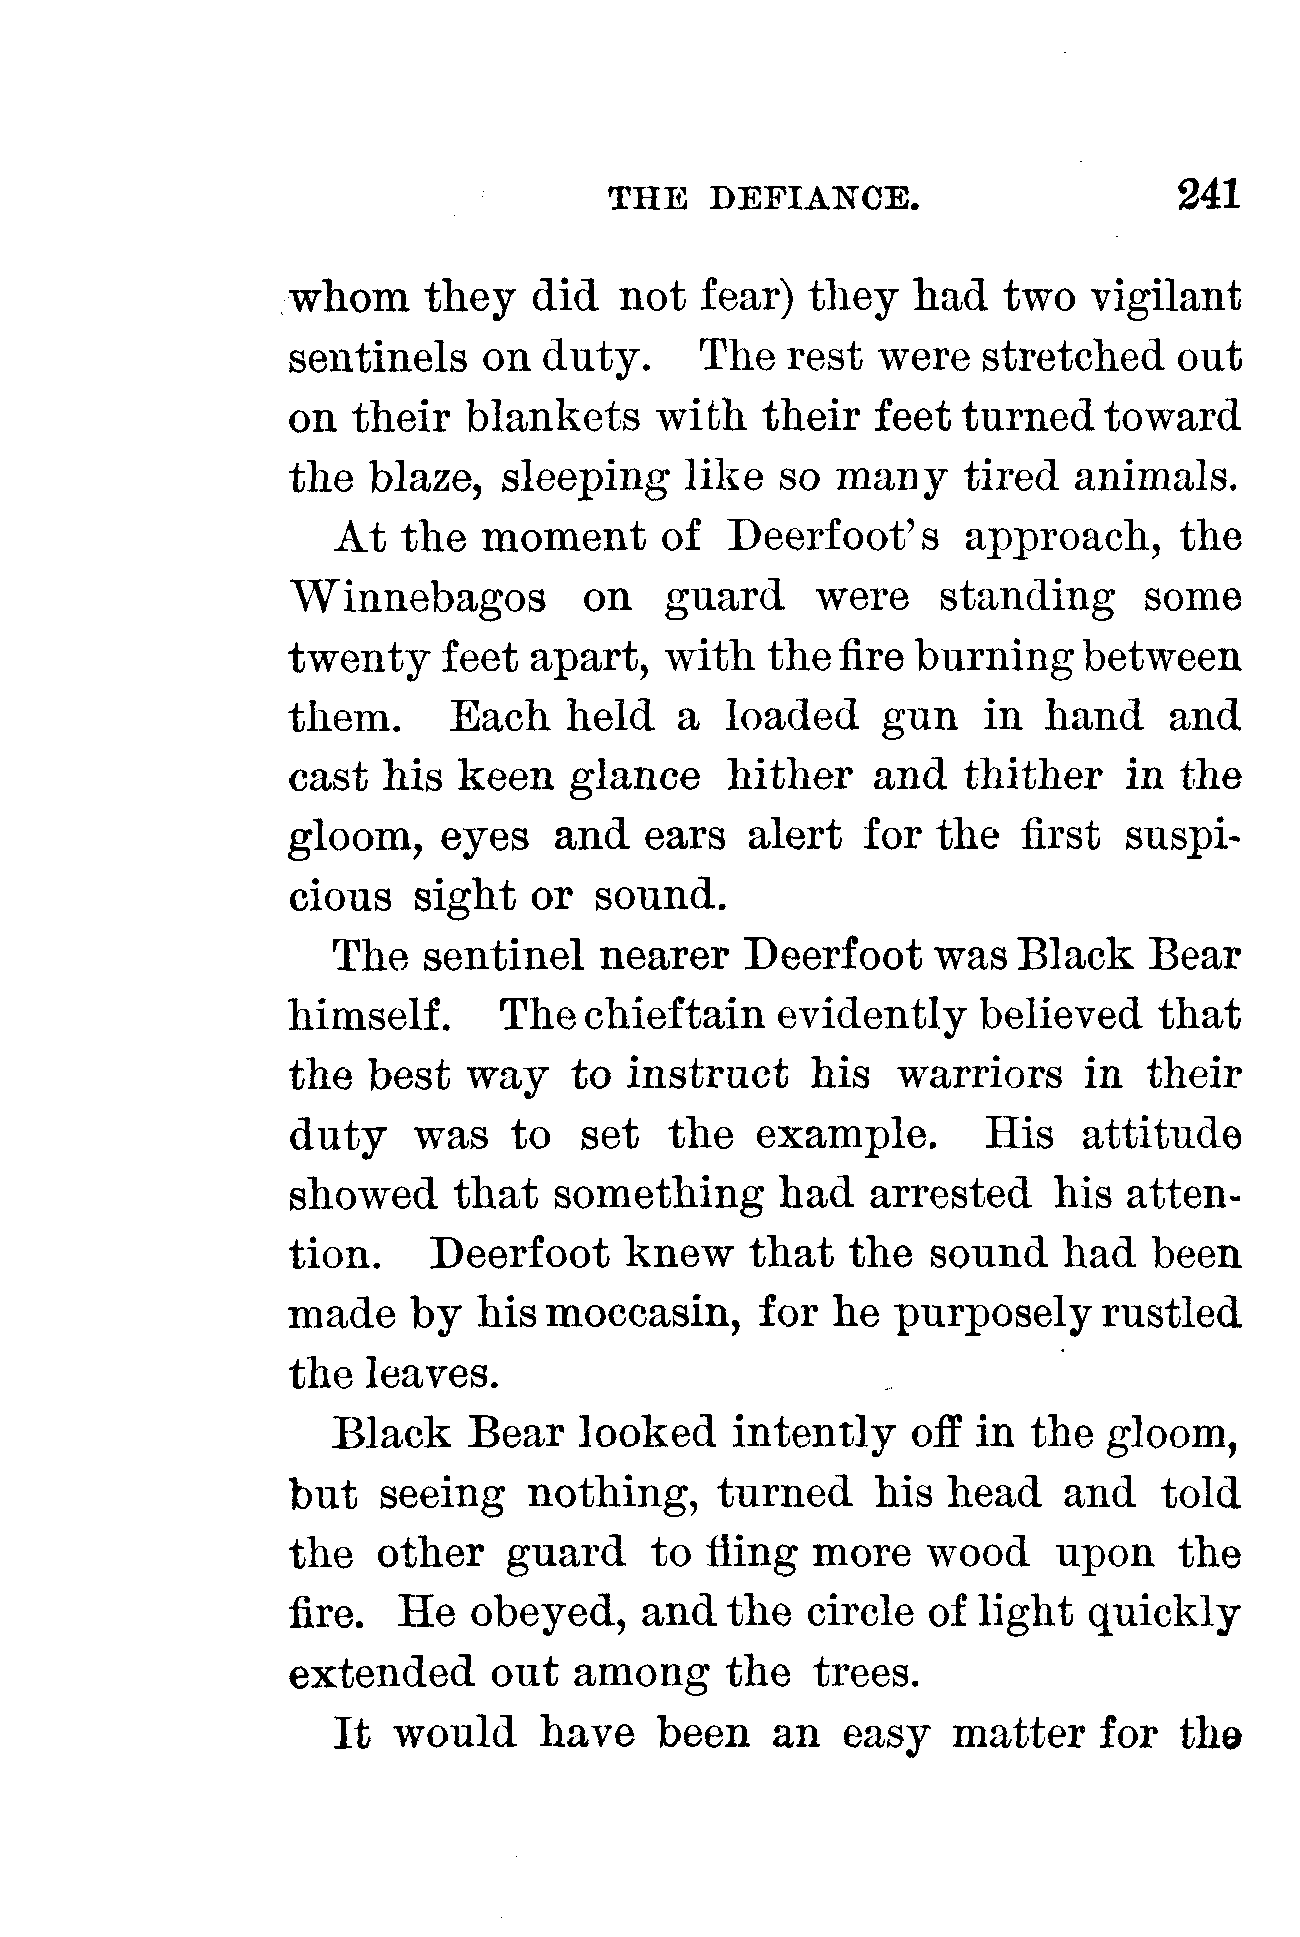 THE DEFIANCE. 241
whom they did not fear) they had two vigilant
sentinels on duty. The rest were stretched out
on their blankets with their feet turned toward
the blaze, sleeping like so many tired animals.
At the moment of Deerfoot's approach, the
Winnebagos on guard were standing some
twenty feet apart, with the fire burning between
them. Each held a loaded gun in hand and
cast his keen glance hither and thither in the
gloom, eyes and ears alert for the first suspi-
cious sight or sound.
The sentinel nearer Deerfoot was Black Bear
himself. The chieftain evidently believed that
the best way to instruct his warriors in their
duty was to set the example. His attitude
showed that something had arrested his atten-
tion. Deerfoot knew that the sound had been
made by his moccasin, for he purposely rustled
the leaves.
Black Bear looked intently off in the gloom,
but seeing nothing, turned his head and told
the other guard to fling more wood upon the
fire. He obeyed, and the circle of light quickly
extended out among the trees.
It would have been an easy matter for the